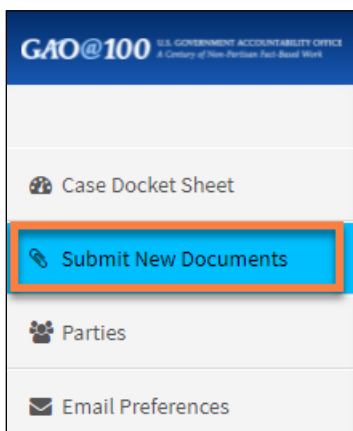 GAO@100 U.S. GOVERNMENT ACCOUNTABILITY OFFICE
A Century of Non-Partisan Fact-Based Work
Case Docket Sheet
Submit New Documents
Parties
Email Preferences